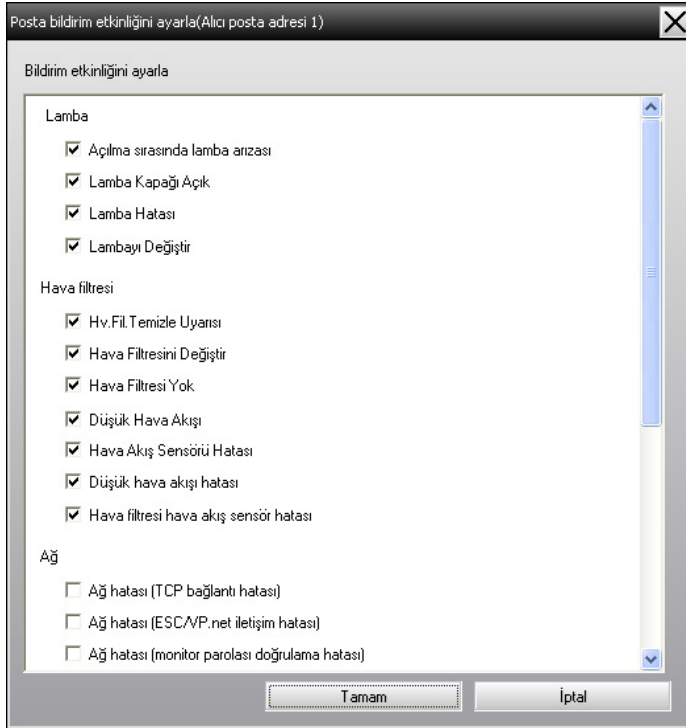 Posta bildirim etkinliğini ayarla(Alıcı posta adresi 1)
Bildirim etkinliğini ayarla
Lamba
Açılma sırasında lamba arızası
Lamba Kapağı Açık
Lamba Hatası
Lambayı Değiştir
Hava filtresi
Hv.Fil.Temizle Uyarısı
Hava Filtresini Değiştir
Hava Filtresi Yok
Düşük Hava Akışı
Hava Akış Sensörü Hatası
Düşük hava akışı hatası
Hava filtresi hava akış sensör hatası
Ağ
Ağ hatası (TCP bağlantı hatası)
Ağ hatası (ESC/VP.net iletişim hatası)
Ağ hatası (monitor parolası doğrulama hatası)
Tamam İptal